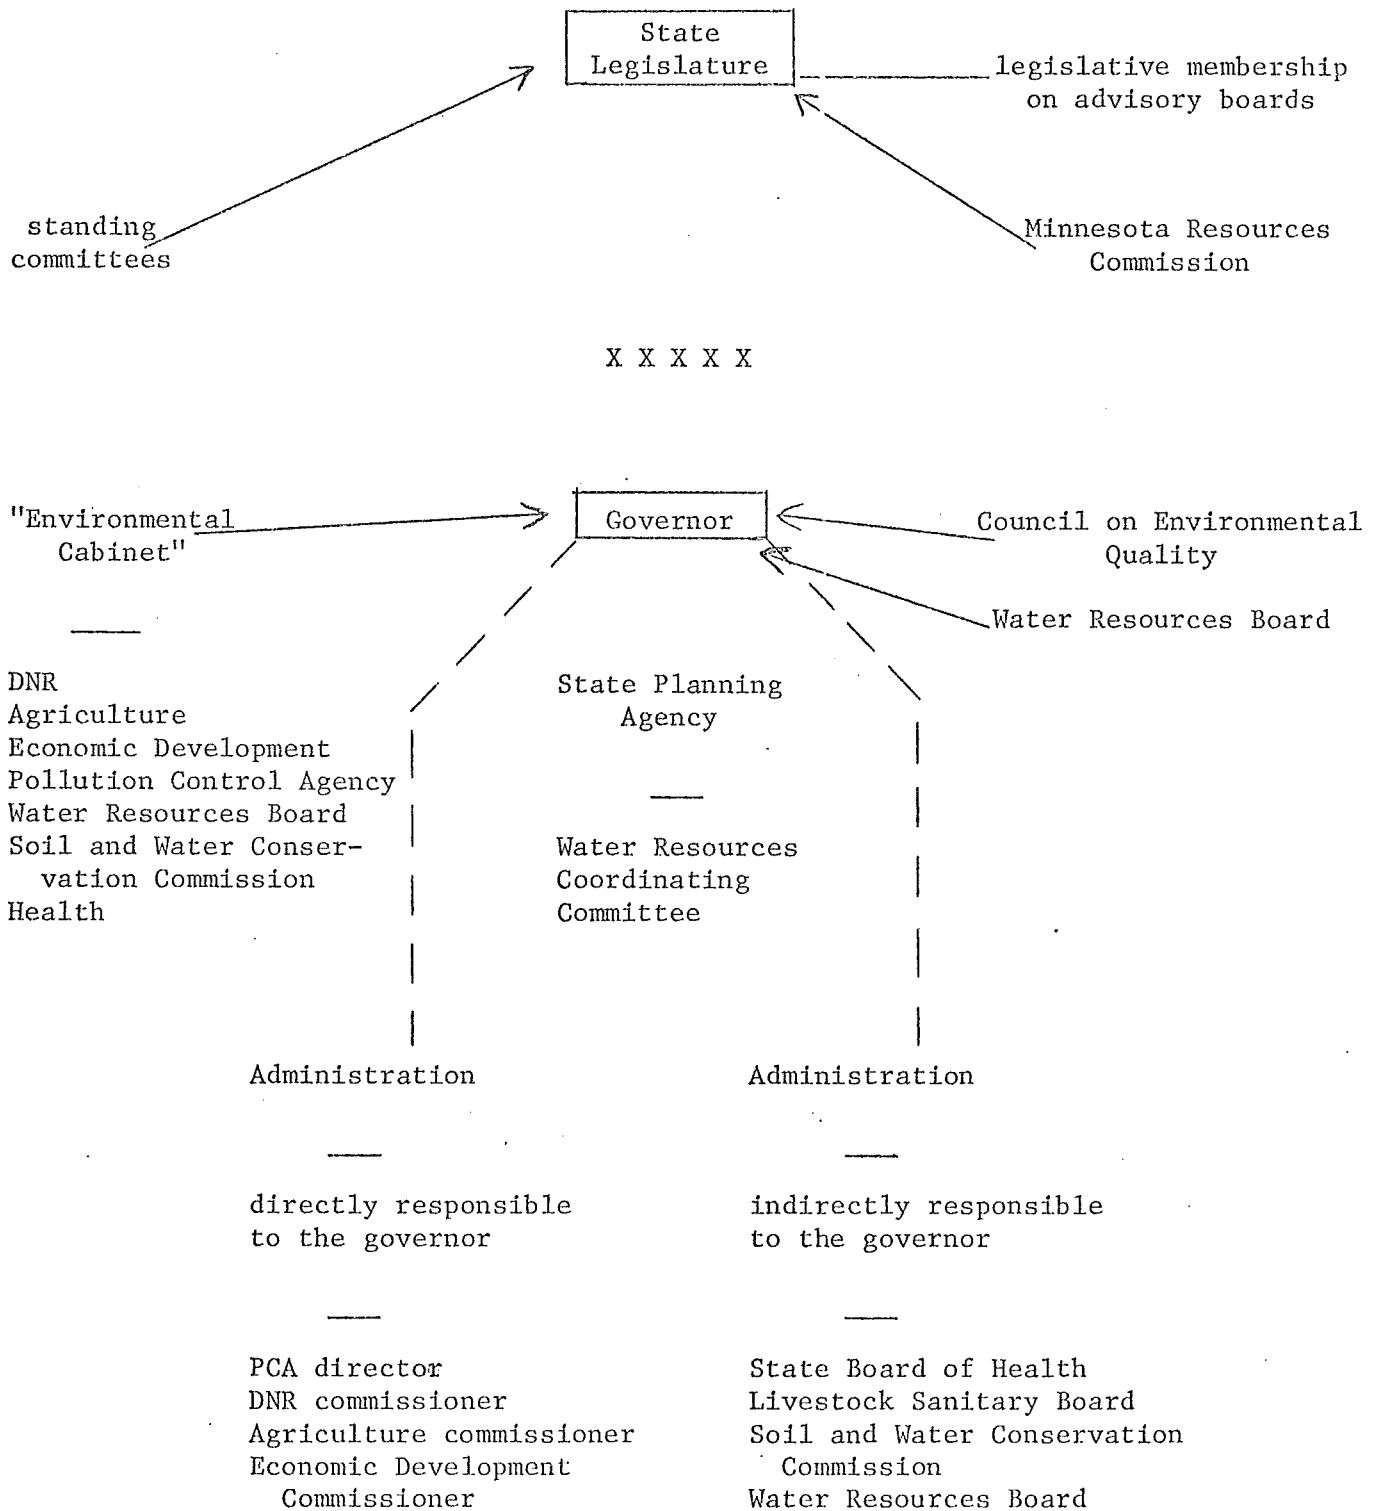 State
Legislature
legislative membership
on advisory boards
standing
committees
Minnesota Resources
Commission
X X X X X
"Environmental
Cabinet"
Governor
Council on Environmental
Quality
Water Resources Board
DNR
Agriculture
Economic Development
Pollution Control Agency
Water Resources Board
Soil and Water Conser-
vation Commission
Health
State Planning
Agency
Water Resources
Coordinating
Committee
Administration
directly responsible
to the governor
PCA director
DNR commissioner
Agriculture commissioner
Economic Development
Commissioner
Administration
indirectly responsible
to the governor
State Board of Health
Livestock Sanitary Board
Soil and Water Conservation
Commission
Water Resources Board